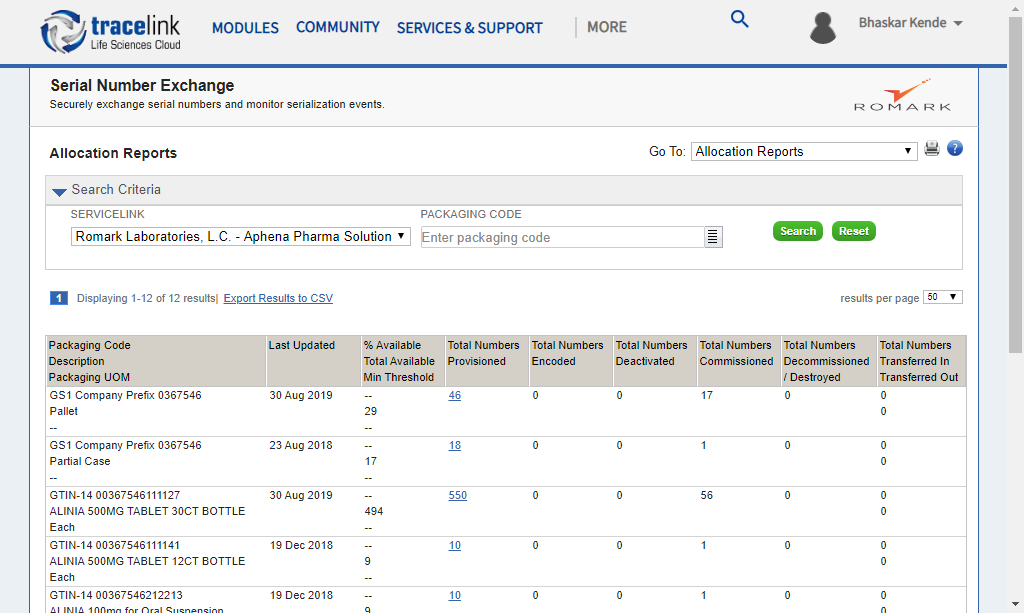 tracelink
Life Sciences Cloud
MODULES COMMUNITY SERVICES & SUPPORT MORE
Bhaskar Kende
Serial Number Exchange
Securely exchange serial numbers and monitor serialization events.
ROMARK
Allocation Reports
Go To: Allocation Reports
?
Search Criteria
SERVICELINK PACKAGING CODE
Romark Laboratories, L.C. - Aphena Pharma Solution Enter packaging code Search Reset
1 Displaying 1-12 of 12 results| Export Results to CSV results per page 50
Packaging Code Last Updated % Available Total Numbers Total Numbers Total Numbers Total Numbers Total Numbers Total Numbers
Description Total Available Provisioned Encoded Deactivated Commissioned Decommissioned Transferred In
Packaging UOM Min Threshold / Destroyed Transferred Out
GS1 Company Prefix 0367546 30 Aug 2019 -- 46 0 0 17 0 0
Pallet 29 0
-- --
GS1 Company Prefix 0367546 23 Aug 2018 -- 18 0 0 1 0 0
Partial Case 17 0
-- --
GTIN-14 00367546111127 30 Aug 2019 -- 550 0 0 56 0 0
ALINIA 500MG TABLET 30CT BOTTLE 494 0
Each --
GTIN-14 00367546111141 19 Dec 2018 -- 10 0 0 1 0 0
ALINIA 500MG TABLET 12CT BOTTLE 9 0
Each --
GTIN-14 00367546212213 19 Dec 2018 -- 10 0 0 1 0 0
ALINIA 100mg for Oral Suspension 9 0